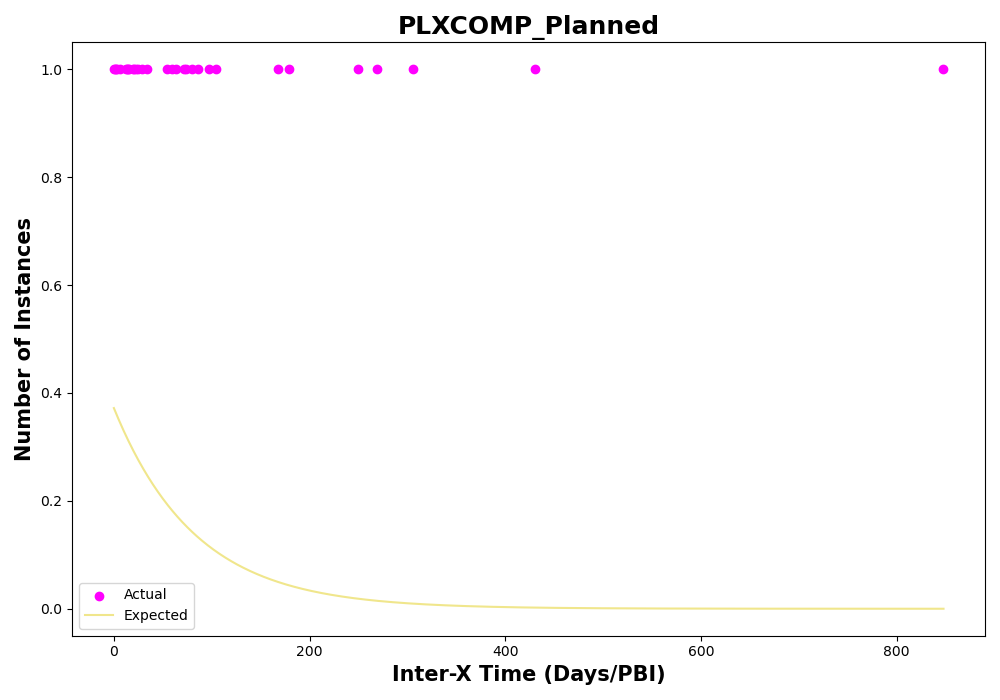 PLXCOMP_Planned
Number of Instances
1.0
0.8
0.6
0.4
0.2
0.0
Actual
Expected
0 200 400 600 800
Inter-X Time (Days/PBI)